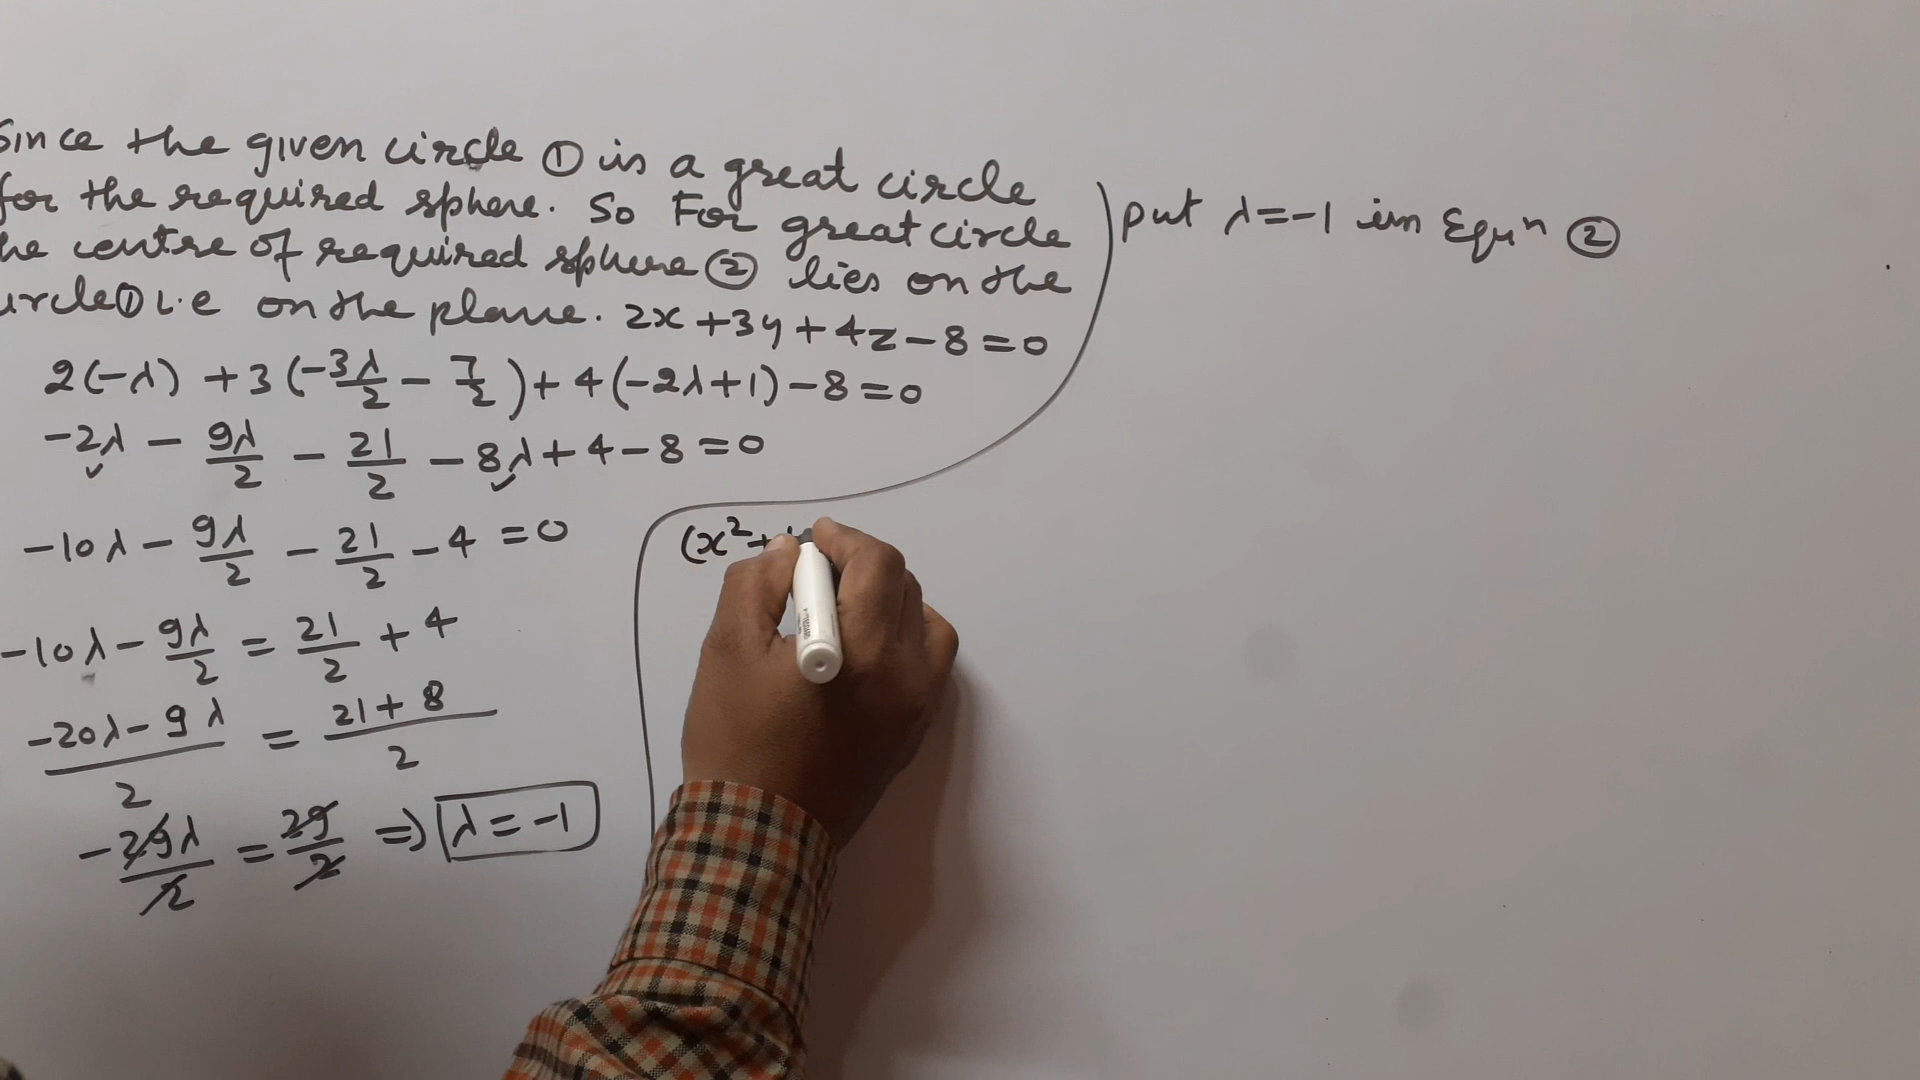 Since the given circle ① is a great circle
for the required sphere. So For great circle
he centre of required sphere ② lies on the
ircle ① i.e on the plane. 2x+3y+4z-8=0
2(-λ) +3(-3λ/2 - 7/2)+4(-2λ+1)-8=0
-2λ - 9λ/2 - 21/2 - 8λ+4-8=0
-10λ - 9λ/2 - 21/2 - 4 =0
-10λ - 9λ/2 = 21/2 + 4
-20λ-9λ/2 = 21+8/2
-29λ/2 = 29/2 => λ=-1
put λ=-1 in Equn ②
(x²+